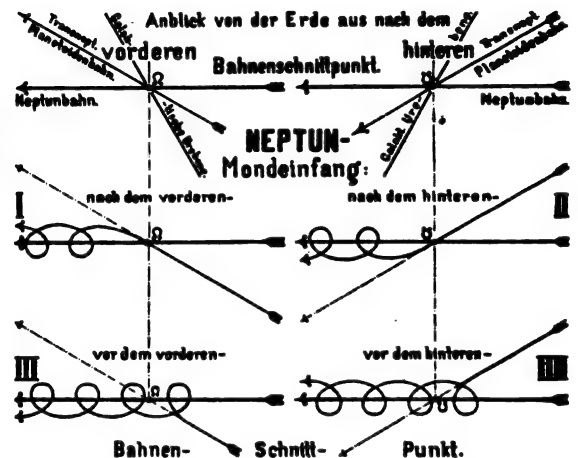 Anblick von der Erde aus nach dem
vorderen
hinteren
Transnept.
Planetoidenbahn.
Transnept.
Planetoidenbahn.
☊
☋
Bahnenschnittpunkt.
Neptunbahn.
Neptunbahn.
NEPTUN-
Mondeinfang:
I
nach dem vorderen-
☊
nach dem hinteren-
☋
II
III
vor dem vorderen-
☊
vor dem hinteren-
☋
IIII
Bahnen-
Schnitt-
Punkt.